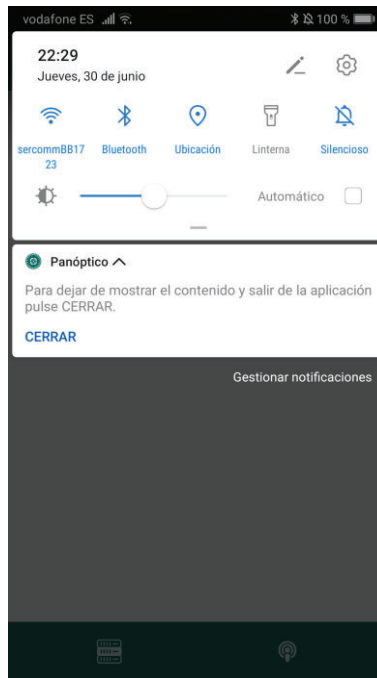 vodafone ES 100 %
22:29
Jueves, 30 de junio
sercommBB17
23
Bluetooth
Ubicación
Linterna
Silencioso
Automático
Panóptico
Para dejar de mostrar el contenido y salir de la aplicación
pulse CERRAR.
CERRAR
Gestionar notificaciones